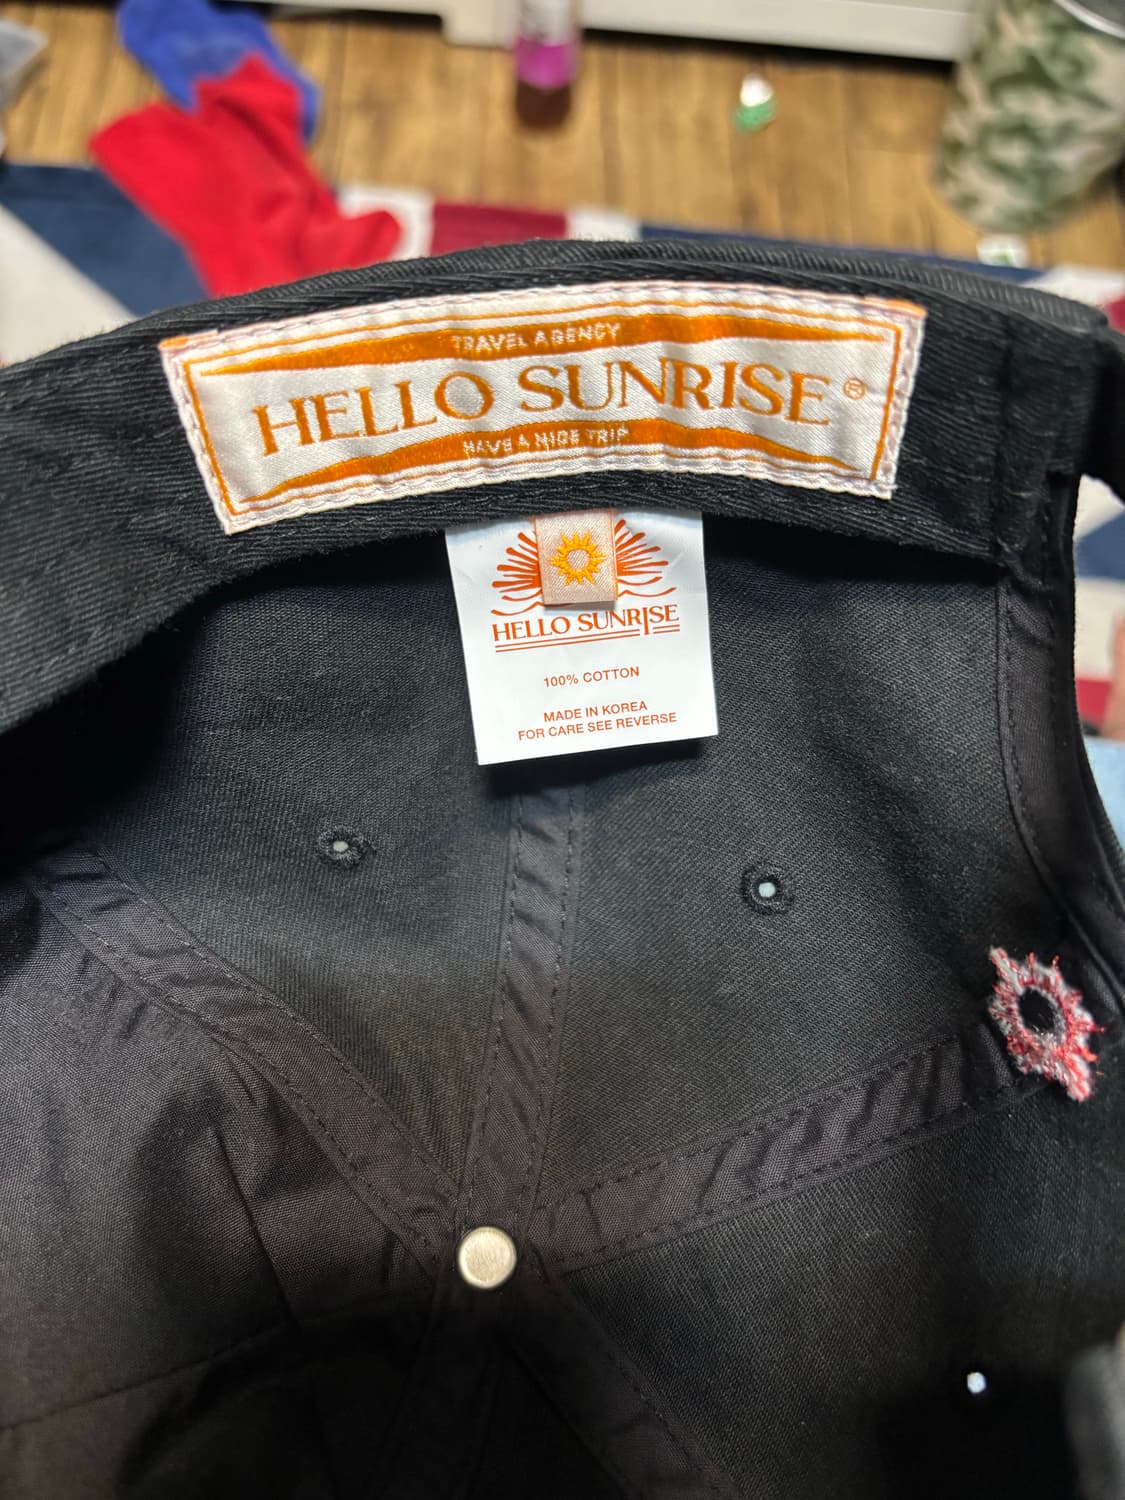 TRAVEL AGENCY
HELLO SUNRISE®
HAVE A NICE TRIP
HELLO SUNRISE
100% COTTON
MADE IN KOREA
FOR CARE SEE REVERSE